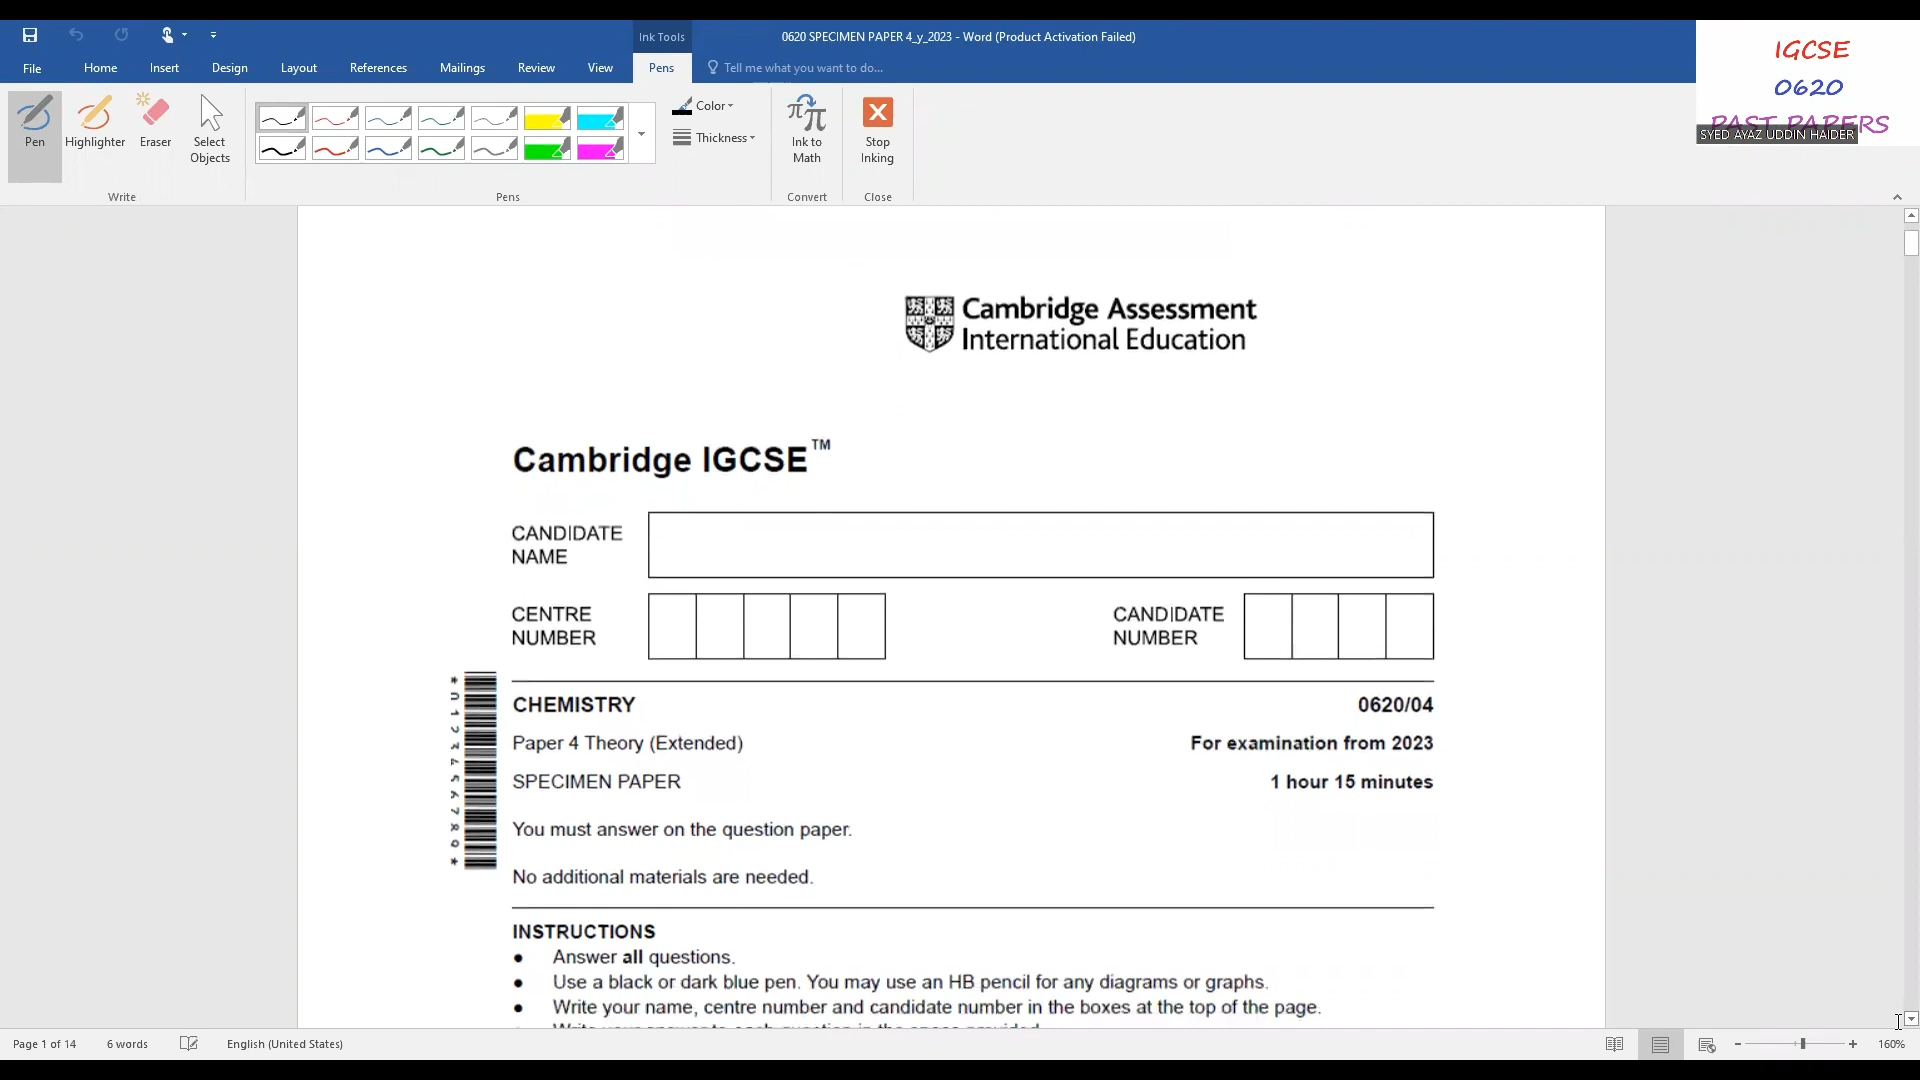 Ink Tools
0620 SPECIMEN PAPER 4_y_2023 - Word (Product Activation Failed)
IGCSE
0620
PAST PAPERS
SYED AYAZ UDDIN HAIDER
File Home Insert Design Layout References Mailings Review View Pens Tell me what you want to do...
Pen Highlighter Eraser Select Objects
Color
Thickness
Ink to Math
Stop Inking
Write Pens Convert Close
Cambridge Assessment
International Education
Cambridge IGCSE™
CANDIDATE
NAME
CENTRE
NUMBER
CANDIDATE
NUMBER
*0123456789*
CHEMISTRY 0620/04
Paper 4 Theory (Extended) For examination from 2023
SPECIMEN PAPER 1 hour 15 minutes
You must answer on the question paper.
No additional materials are needed.
INSTRUCTIONS
● Answer all questions.
● Use a black or dark blue pen. You may use an HB pencil for any diagrams or graphs.
● Write your name, centre number and candidate number in the boxes at the top of the page.
Page 1 of 14 6 words English (United States) 160%